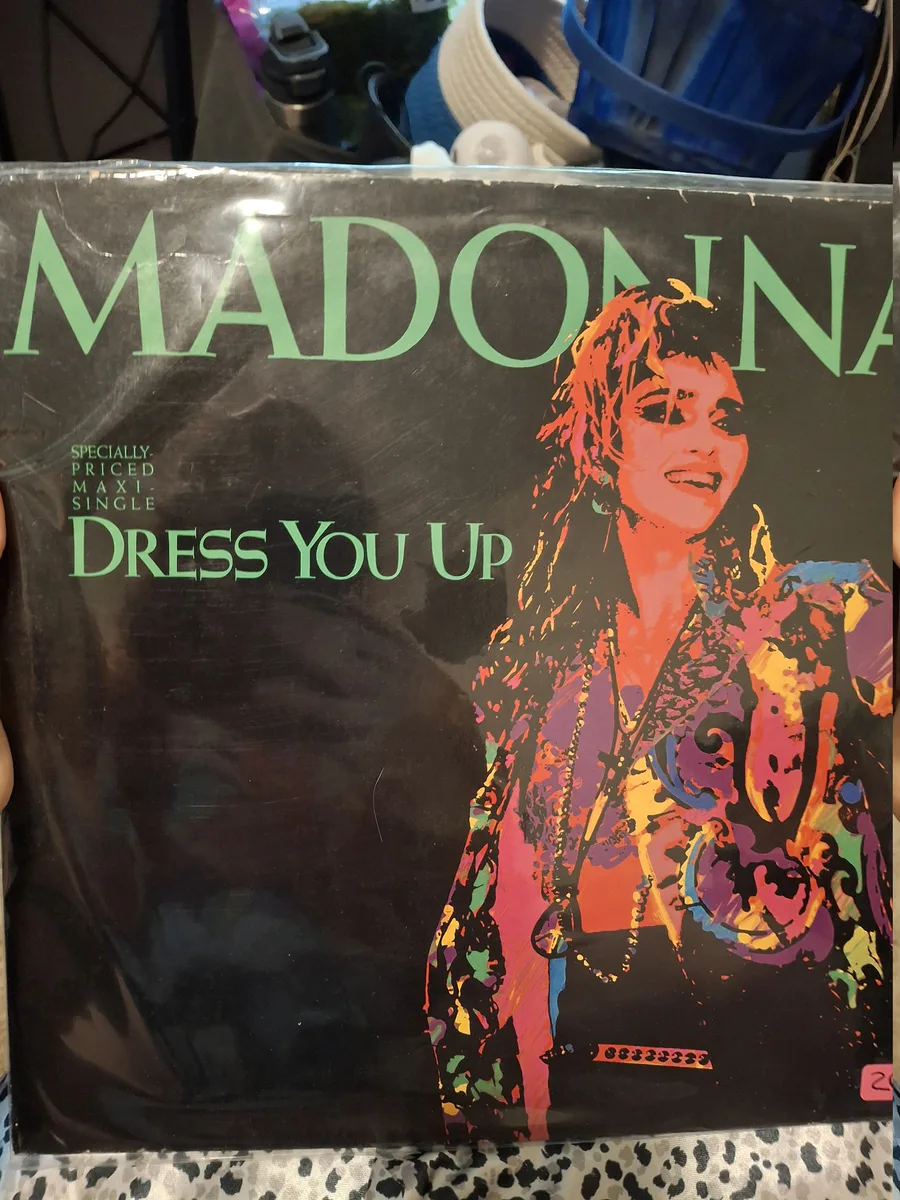 MADONNA
SPECIALLY-
PRICED
MAXI-
SINGLE
DRESS YOU UP